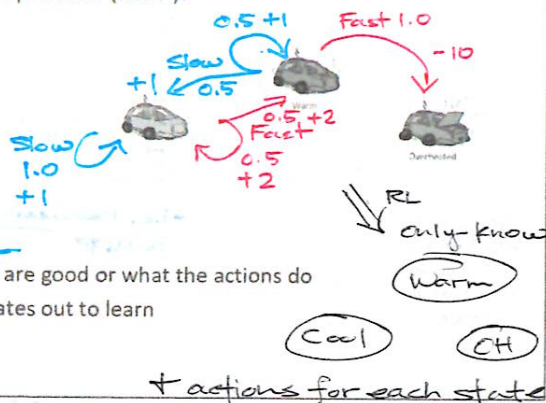 0.5 +1
Fast 1.0
-10
Slow
+1
0.5
Warm
0.5 +2
Fast
Overheated
Slow
1.0
+1
0.5
+2
RL
only-know
are good or what the actions do
Warm
ates out to learn
Cool
OH
+ actions for each state